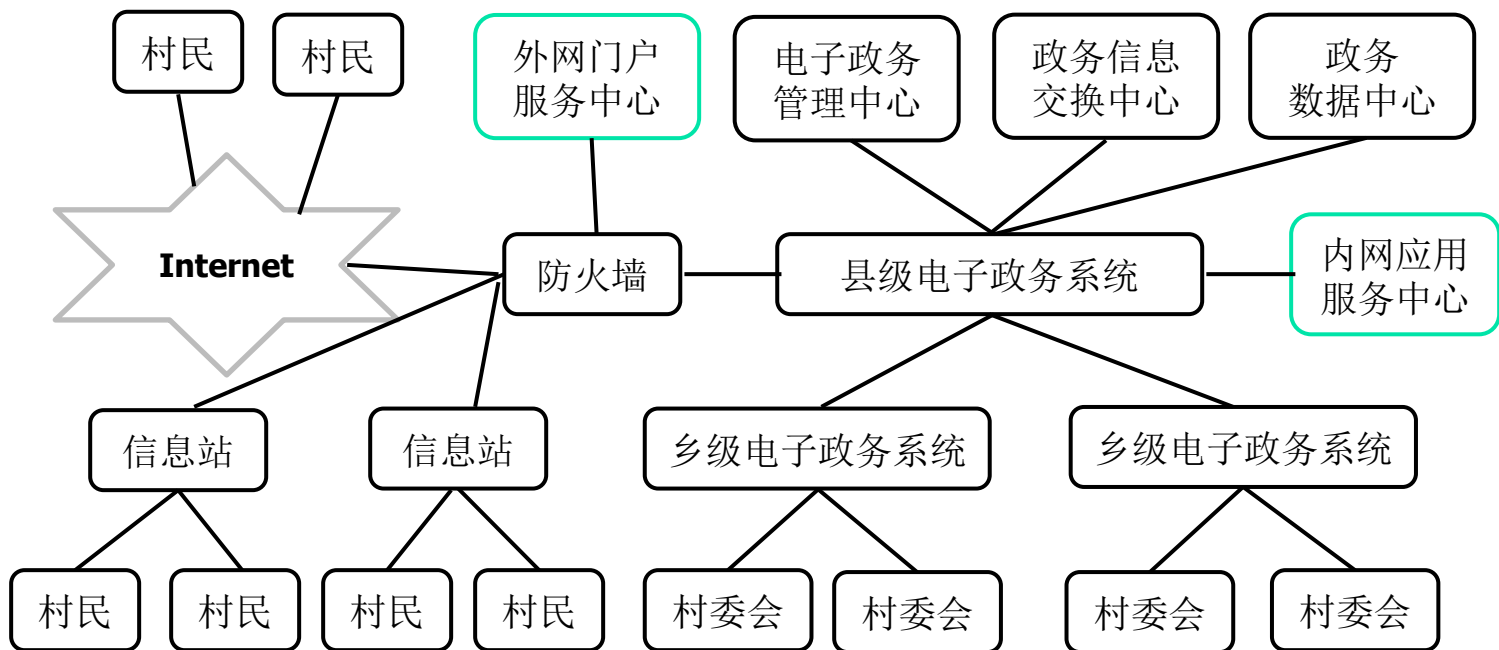 村民
村民
外网门户
服务中心
电子政务
管理中心
政务信息
交换中心
政务
数据中心
Internet
防火墙
县级电子政务系统
内网应用
服务中心
信息站
信息站
乡级电子政务系统
乡级电子政务系统
村民
村民
村民
村民
村委会
村委会
村委会
村委会